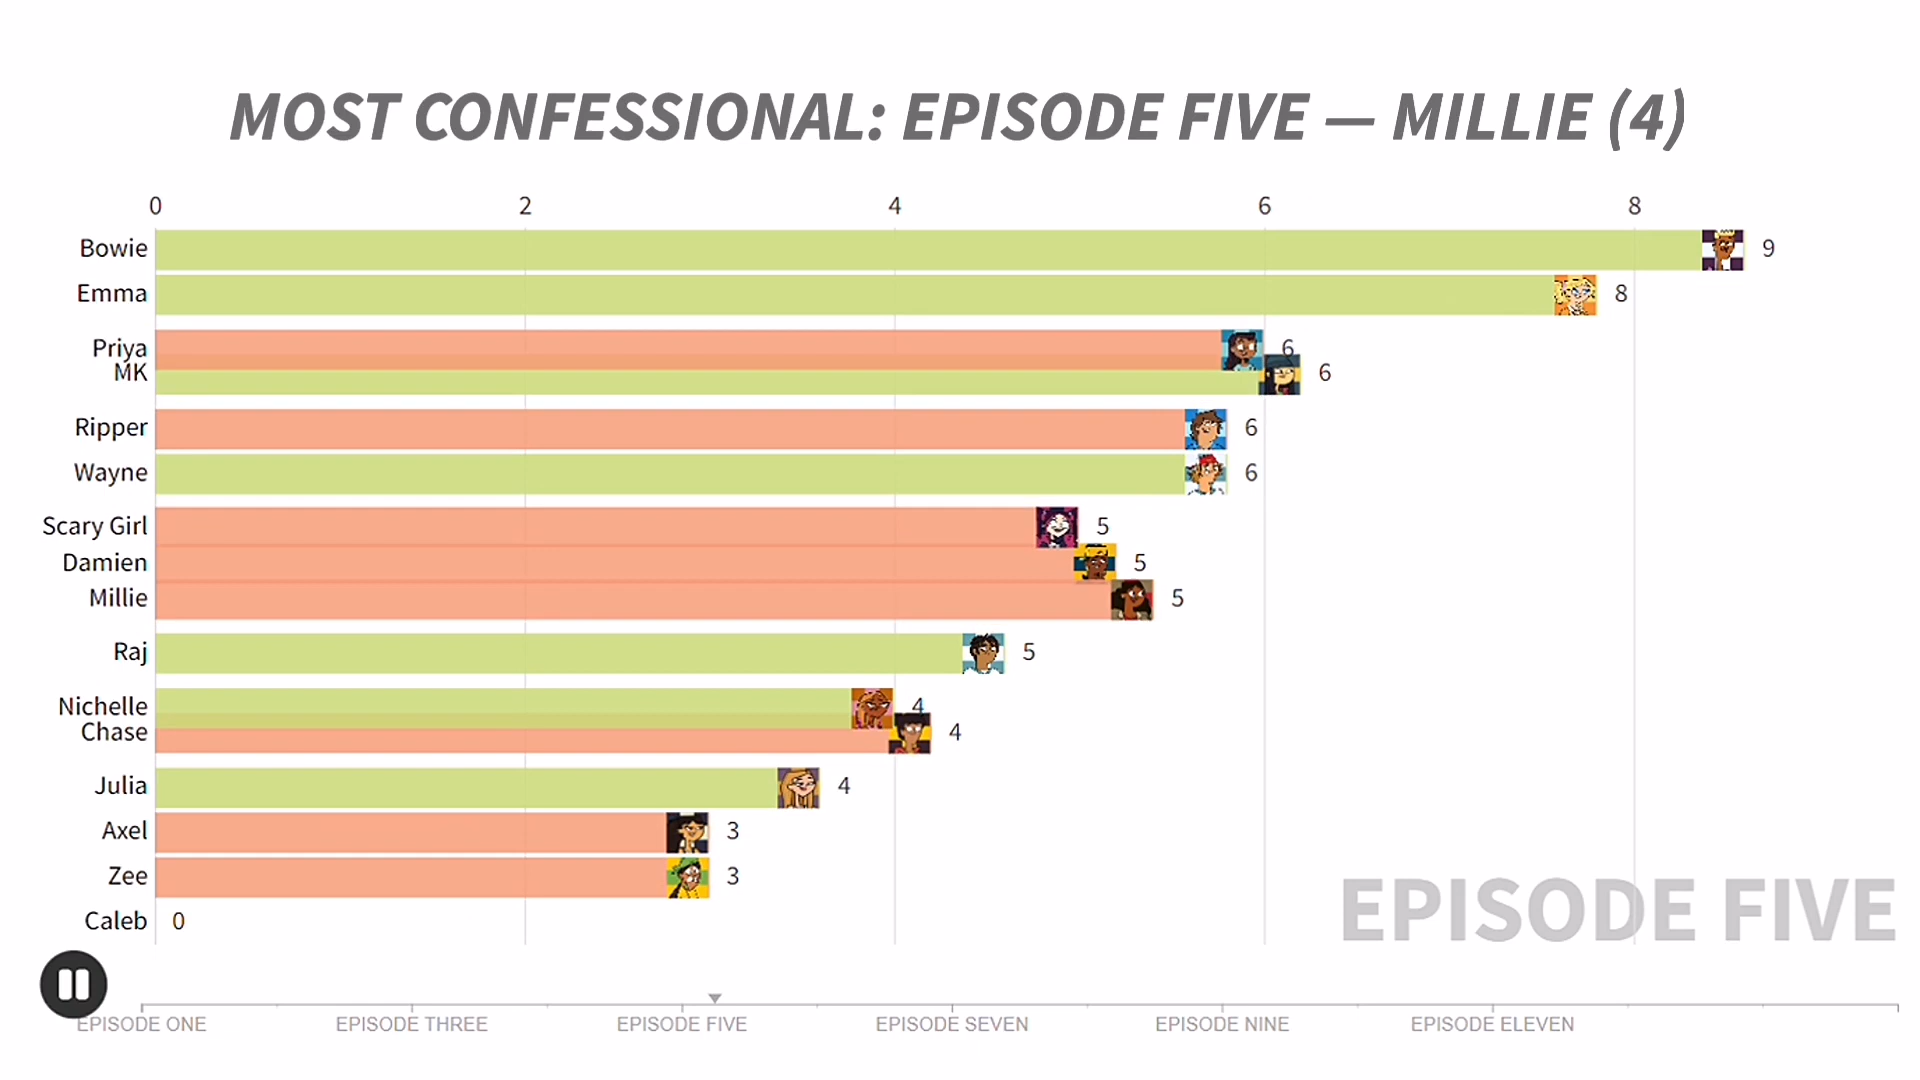 MOST CONFESSIONAL: EPISODE FIVE — MILLIE (4)
0 2 4 6 8
Bowie 9
Emma 8
Priya 6
MK 6
Ripper 6
Wayne 6
Scary Girl 5
Damien 5
Millie 5
Raj 5
Nichelle 4
Chase 4
Julia 4
Axel 3
Zee 3
Caleb 0
EPISODE FIVE
EPISODE ONE EPISODE THREE EPISODE FIVE EPISODE SEVEN EPISODE NINE EPISODE ELEVEN